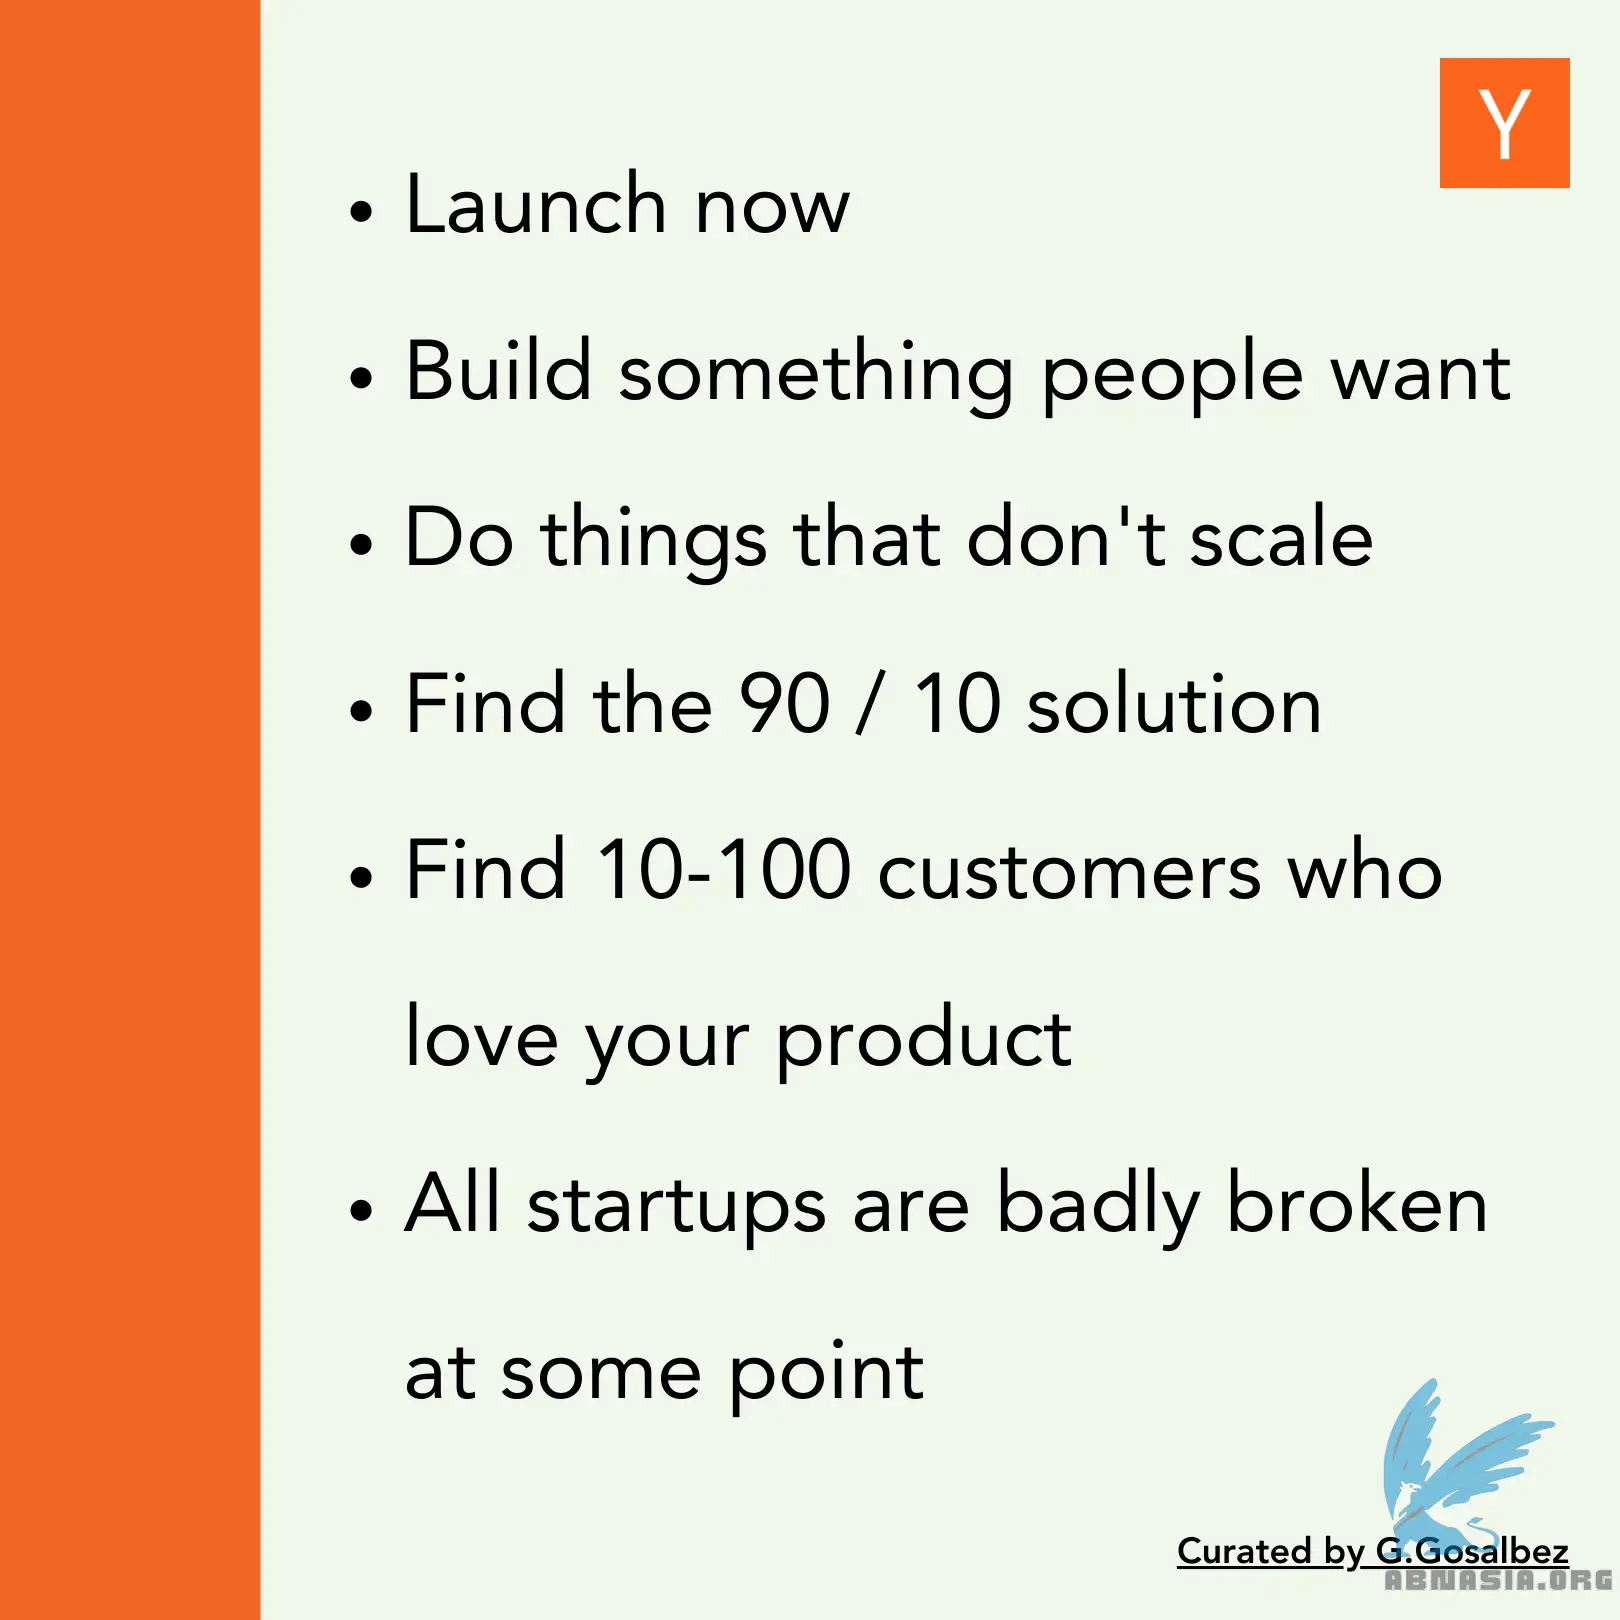 Y
• Launch now
• Build something people want
• Do things that don't scale
• Find the 90 / 10 solution
• Find 10-100 customers who
love your product
• All startups are badly broken
at some point
Curated by G.Gosalbez
ABNASIA.ORG